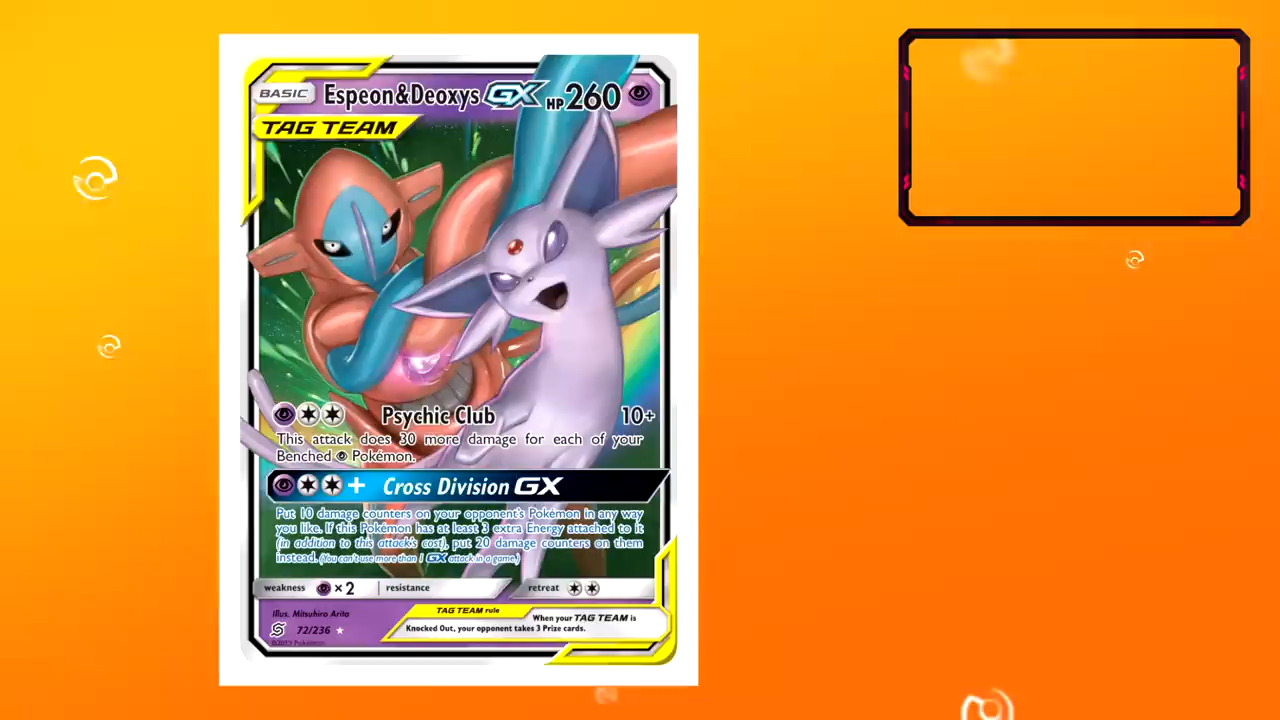 BASIC Espeon&Deoxys GX HP260
TAG TEAM
Psychic Club 10+
This attack does 30 more damage for each of your
Benched Pokémon.
+ Cross Division GX
Put 10 damage counters on your opponent's Pokémon in any way
you like. If this Pokémon has at least 3 extra Energy attached to it
(in addition to this attack's cost), put 20 damage counters on them
instead. (You can't use more than 1 GX attack in a game.)
weakness ×2 resistance retreat
Illus. Mitsuhiro Arita
72/236
©2019 Pokémon
TAG TEAM rule
When your TAG TEAM is
Knocked Out, your opponent takes 3 Prize cards.